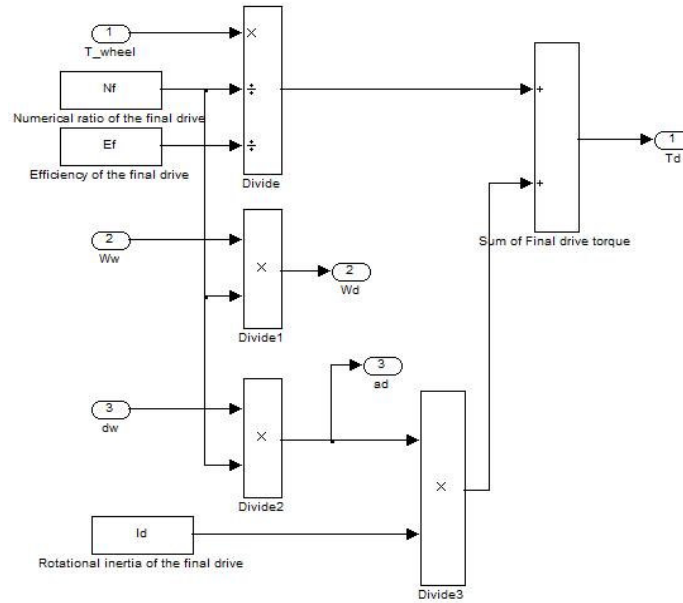 1
T_wheel
×
Nf
÷
Numerical ratio of the final drive
Ef
÷
Efficiency of the final drive
Divide
+
+
1
Td
Sum of Final drive torque
2
Ww
×
2
Wd
Divide1
3
ad
3
dw
×
Divide2
×
Id
Rotational inertia of the final drive
Divide3